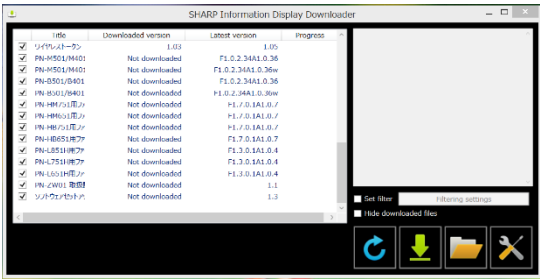 SHARP Information Display Downloader
Title Downloaded version Latest version Progress
ワイヤレストークン 1.03 1.05
PN-M501/M401 Not downloaded F1.0.2.34A1.0.36
PN-M501/M401 Not downloaded F1.0.2.34A1.0.36w
PN-B501/B401 Not downloaded F1.0.2.34A1.0.36
PN-B501/B401 Not downloaded F1.0.2.34A1.0.36w
PN-HM751用ファ Not downloaded F1.7.0.1A1.0.7
PN-HM651用ファ Not downloaded F1.7.0.1A1.0.7
PN-HB751用ファ Not downloaded F1.7.0.1A1.0.7
PN-HB651用ファ Not downloaded F1.7.0.1A1.0.7
PN-L851H用ファ Not downloaded F1.3.0.1A1.0.4
PN-L751H用ファ Not downloaded F1.3.0.1A1.0.4
PN-L651H用ファ Not downloaded F1.3.0.1A1.0.4
PN-ZW01 取扱説 Not downloaded 1.1
ソフトウェアセットア Not downloaded 1.3
Set filter Filtering settings
Hide downloaded files